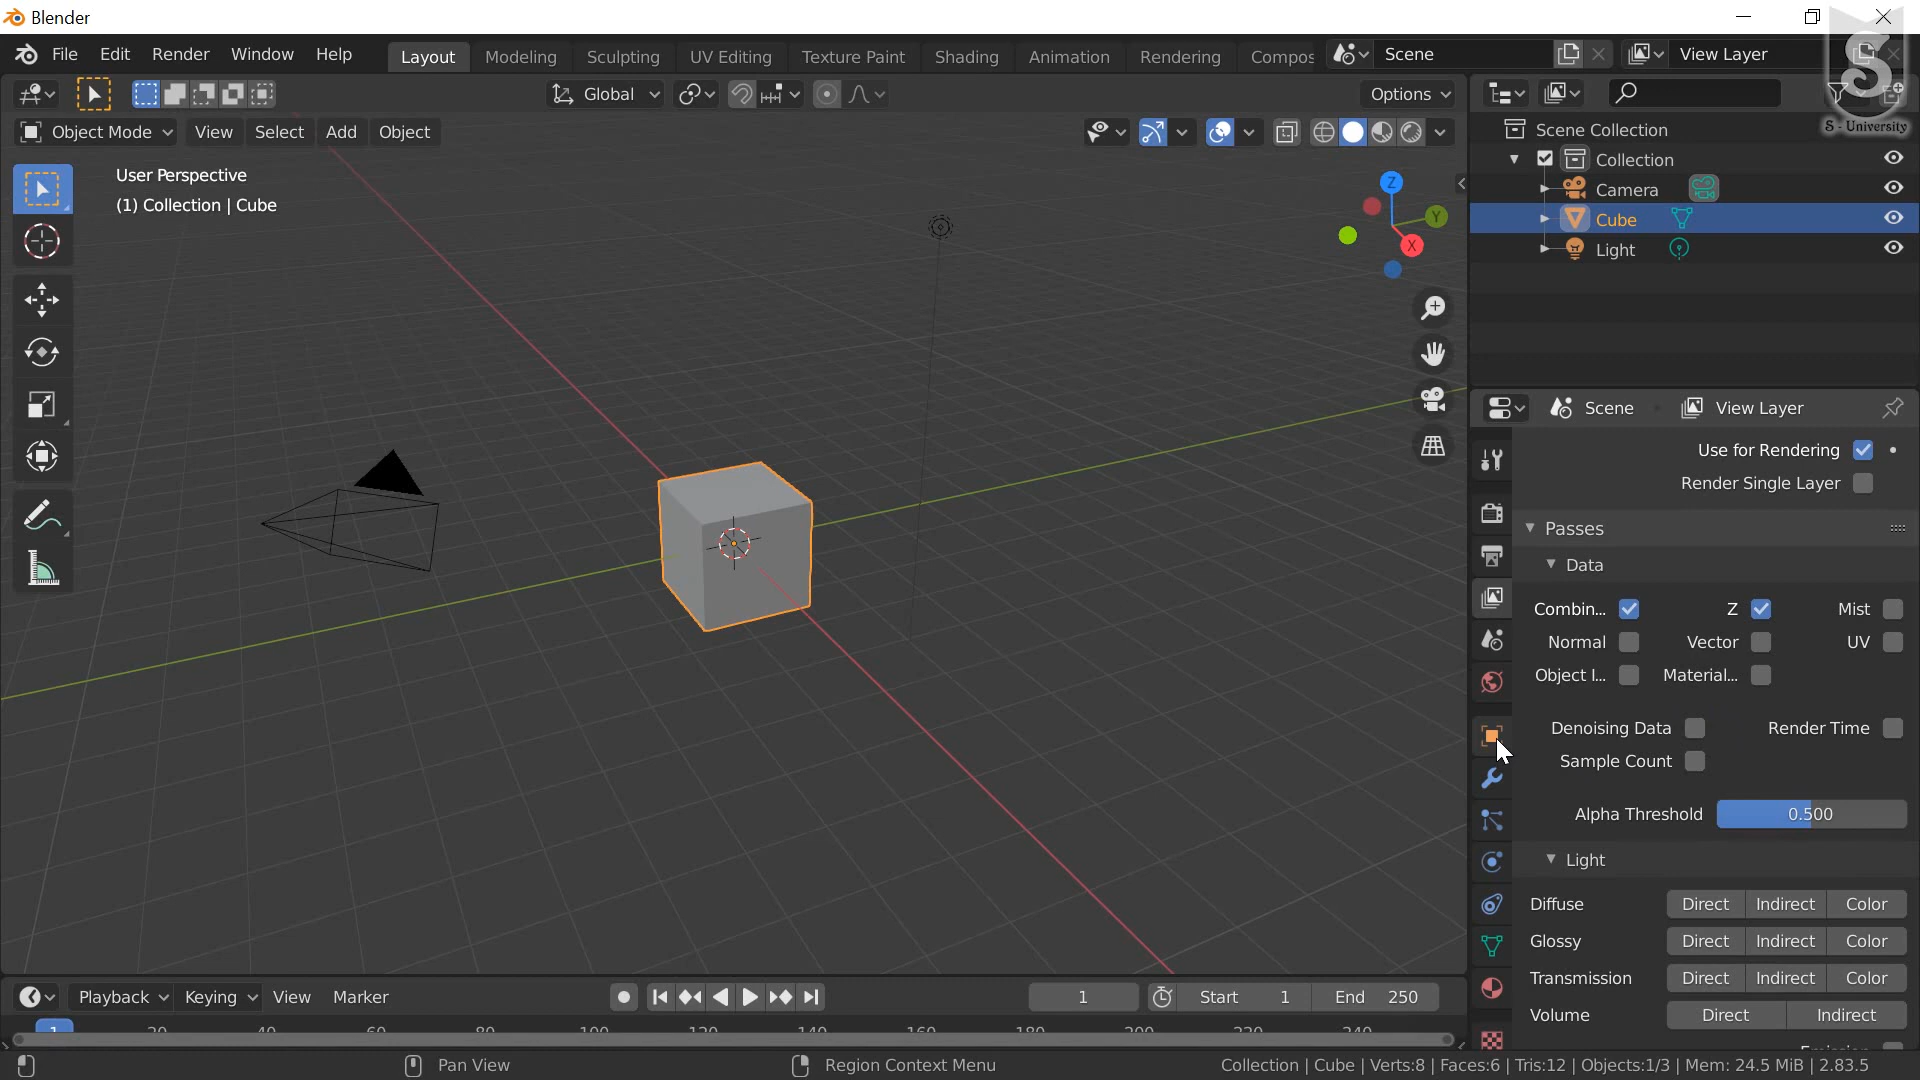 Blender
File Edit Render Window Help
Layout Modeling Sculpting UV Editing Texture Paint Shading Animation Rendering Compos
Scene
View Layer
S - University
Global
Options
Object Mode View Select Add Object
User Perspective
(1) Collection | Cube
Z
Y
X
Scene Collection
Collection
Camera
Cube
Light
Scene View Layer
Use for Rendering
Render Single Layer
Passes
Data
Combin... Z Mist
Normal Vector UV
Object I... Material...
Denoising Data Render Time
Sample Count
Alpha Threshold 0.500
Light
Diffuse Direct Indirect Color
Glossy Direct Indirect Color
Transmission Direct Indirect Color
Volume Direct Indirect
Playback Keying View Marker
1
Start 1 End 250
1 20 40 60 80 100 120 140 160 180 200 220 240
Pan View
Region Context Menu
Collection | Cube | Verts:8 | Faces:6 | Tris:12 | Objects:1/3 | Mem: 24.5 MiB | 2.83.5